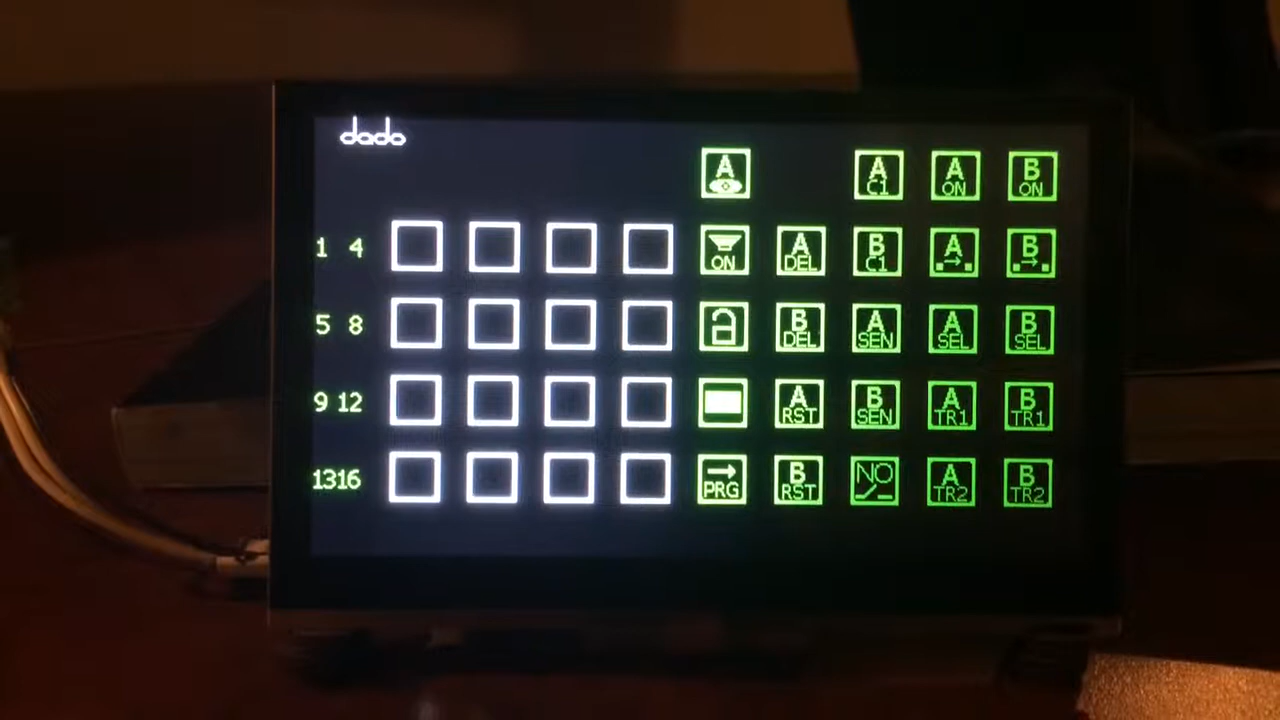 dado
A A C1 A ON B ON
1 4 ON A DEL B C1 A B
5 8 B DEL A SEN A SEL B SEL
9 12 A RST B SEN A TR1 B TR1
1316 PRG B RST NO A TR2 B TR2